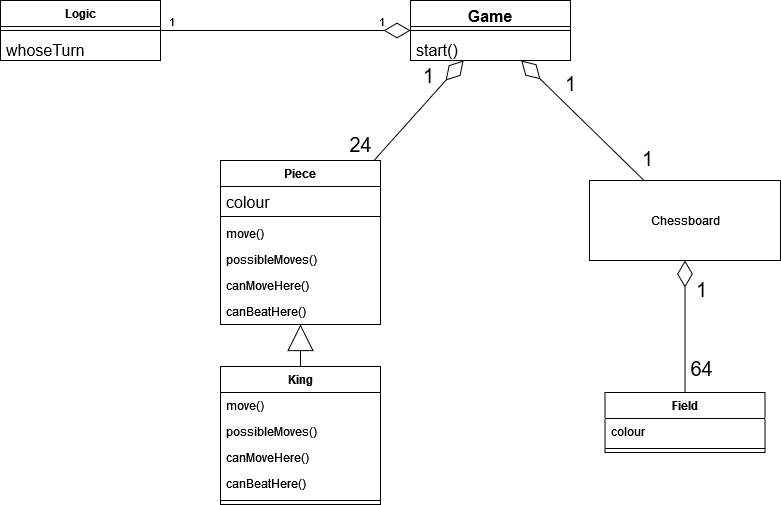 Logic
whoseTurn
1
1
Game
start()
1
24
1
1
Piece
colour
move()
possibleMoves()
canMoveHere()
canBeatHere()
Chessboard
1
64
King
move()
possibleMoves()
canMoveHere()
canBeatHere()
Field
colour